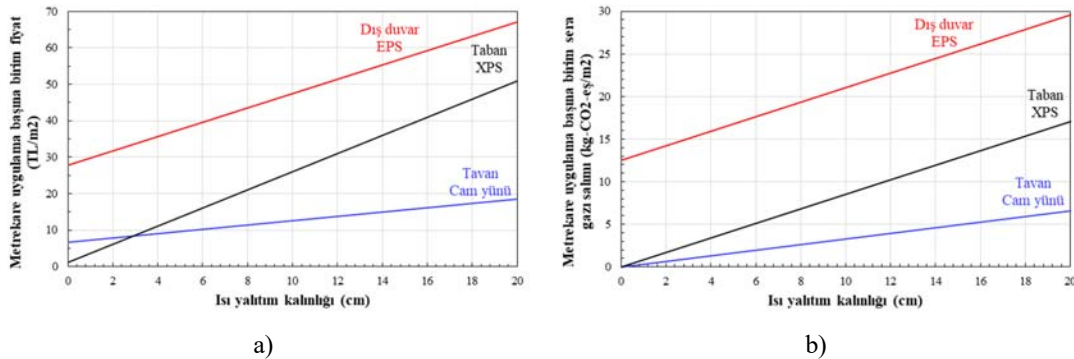 Metrekare uygulama başına birim fiyat
(TL/m2)
70
60
50
40
30
20
10
0
Dış duvar
EPS
Taban
XPS
Tavan
Cam yünü
0 2 4 6 8 10 12 14 16 18 20
Isı yalıtım kalınlığı (cm)
a)
Metrekare uygulama başına birim sera
gazı salımı (kg-CO2-eş/m2)
30
25
20
15
10
5
0
Dış duvar
EPS
Taban
XPS
Tavan
Cam yünü
0 2 4 6 8 10 12 14 16 18 20
Isı yalıtım kalınlığı (cm)
b)